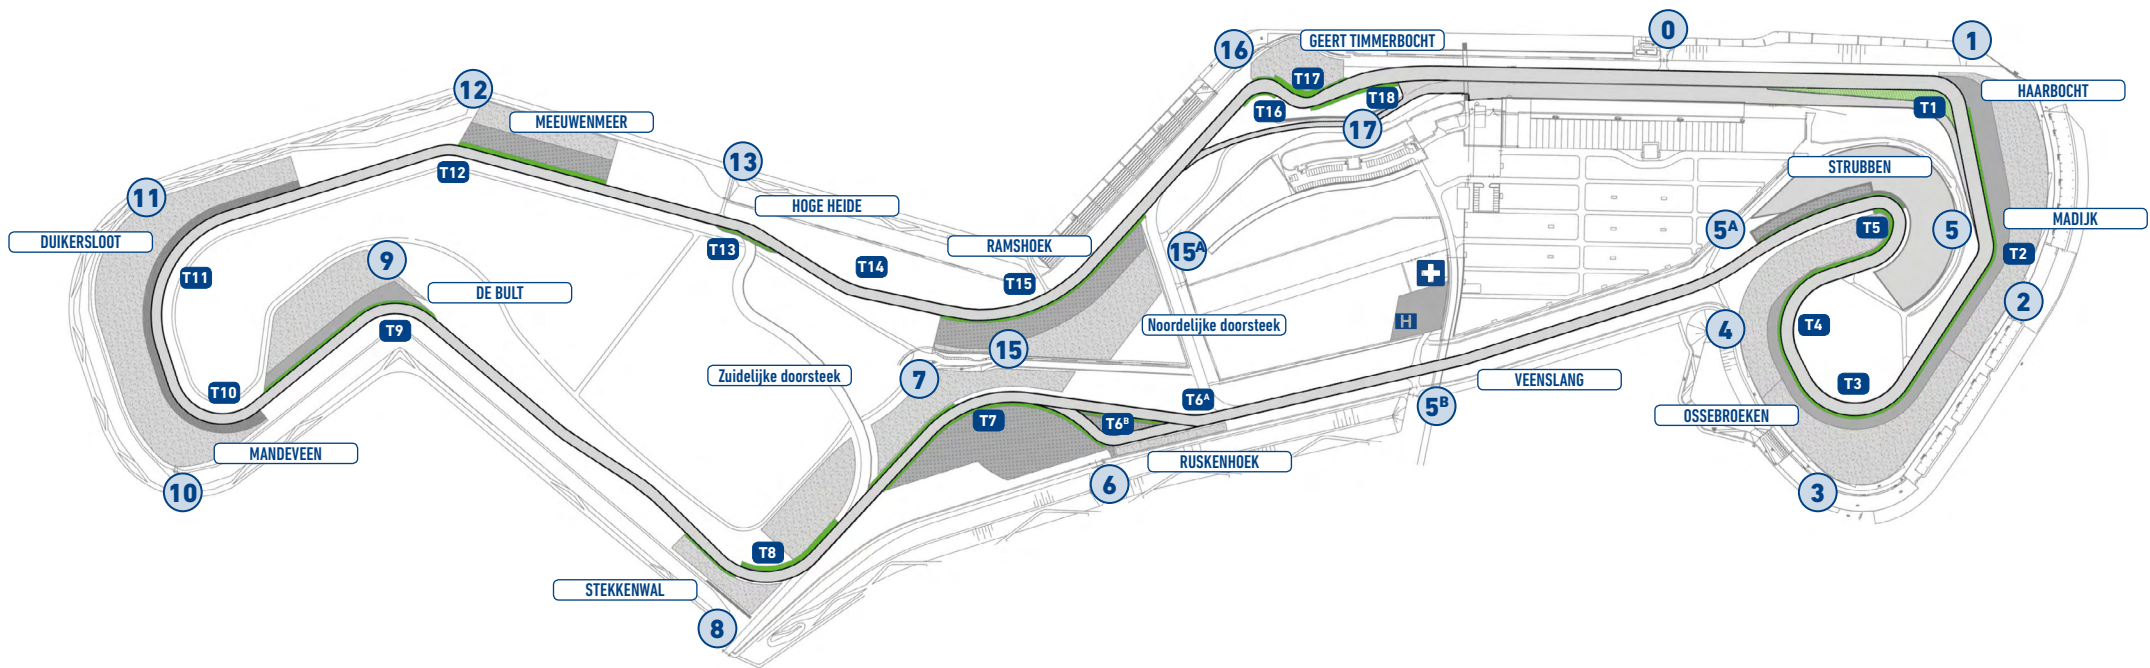 0
1
16
GEERT TIMMERBOCHT
T17
T18
T16
17
HAARBOCHT
T1
12
MEEUWENMEER
T12
13
STRUBBEN
11
HOGE HEIDE
MADIJK
DUIKERSLOOT
RAMSHOEK
5A
T5
5
T13
15A
T2
9
T14
T11
T15
DE BULT
2
H
T9
Noordelijke doorsteek
T4
4
15
Zuidelijke doorsteek
7
VEENSLANG
T3
T10
T6A
5B
OSSEBROEKEN
T7
T6B
MANDEVEEN
RUSKENHOEK
10
6
3
T8
STEKKENWAL
8